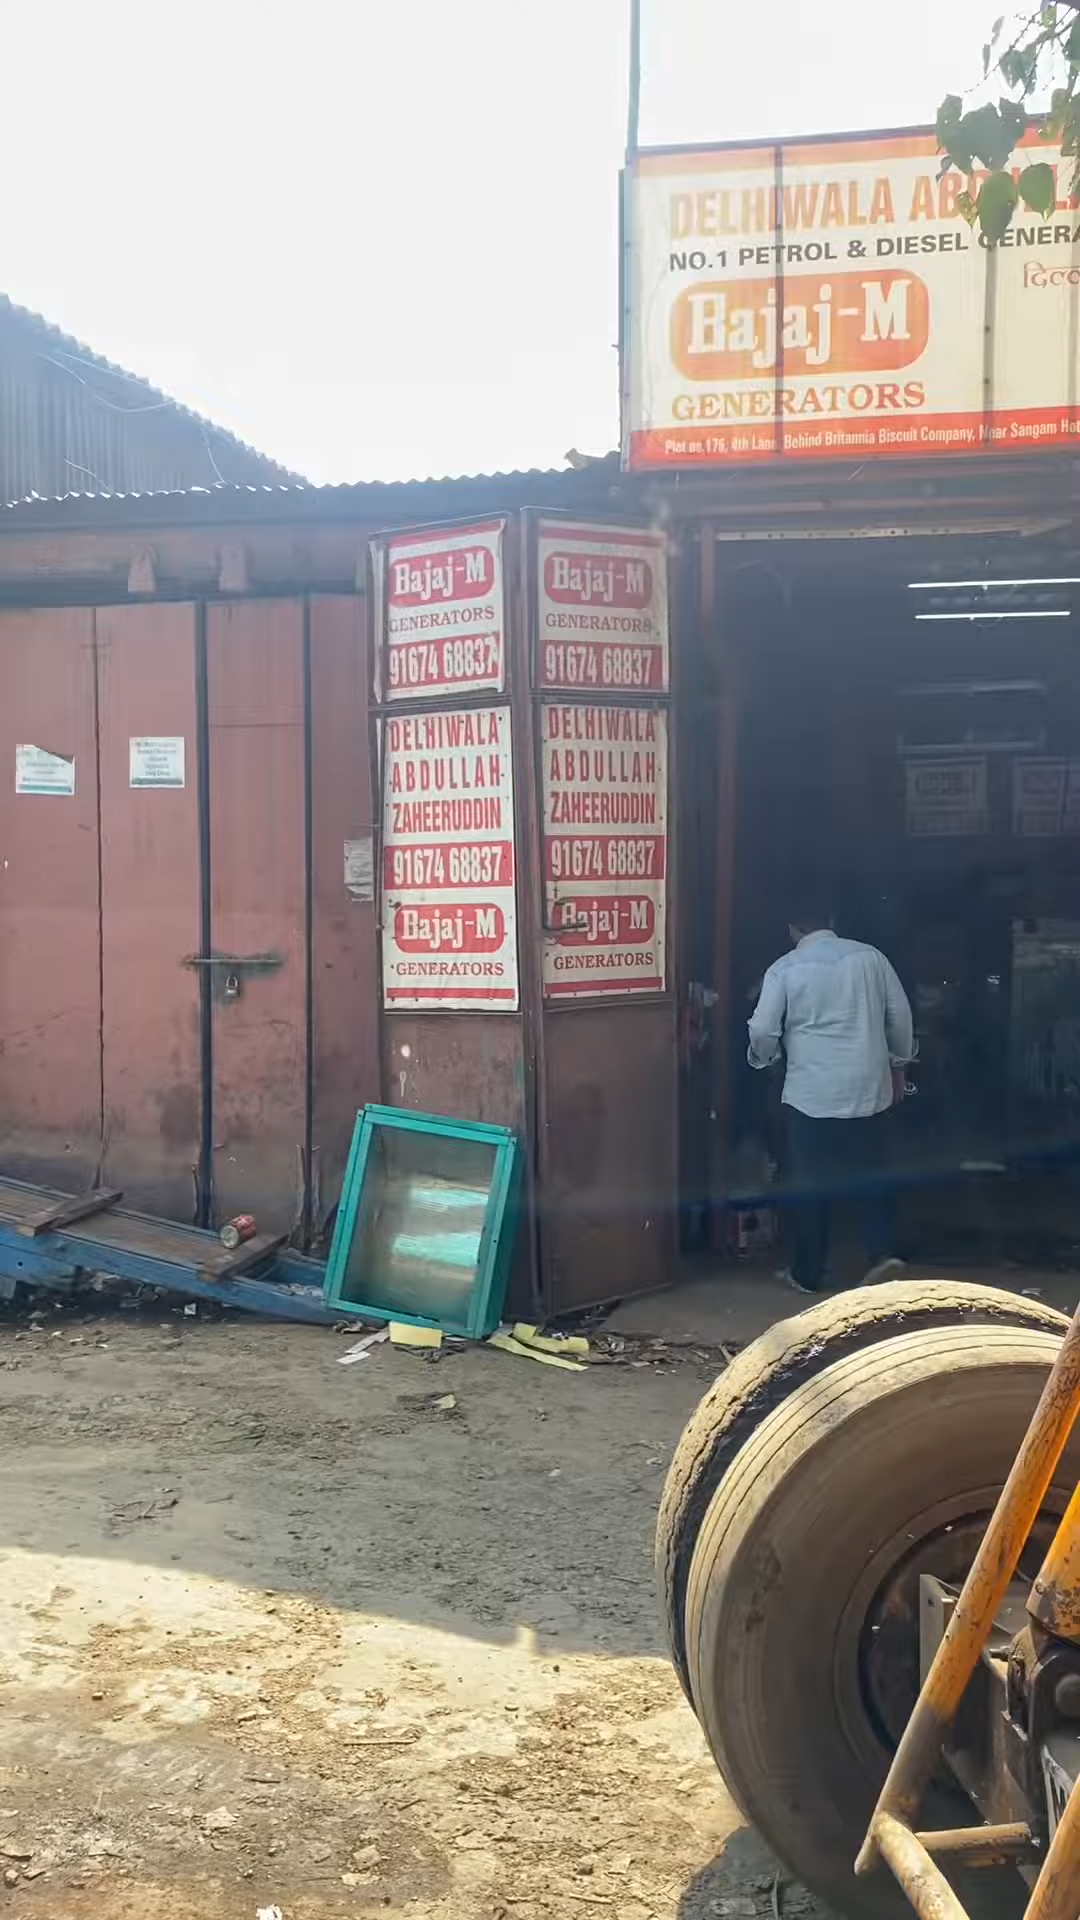 DELHIWALA
NO.1 PETROL & DIESEL
Bajaj-M
GENERATORS
Plot no.176, 4th Lane, Behind Britannia Biscuit Company, Near Sangam
Bajaj-M
GENERATORS
91674 68837
DELHIWALA
ABDULLAH
ZAHEERUDDIN
91674 68837
Bajaj-M
GENERATORS
Bajaj-M
GENERATORS
91674 68837
DELHIWALA
ABDULLAH
ZAHEERUDDIN
91674 68837
Bajaj-M
GENERATORS